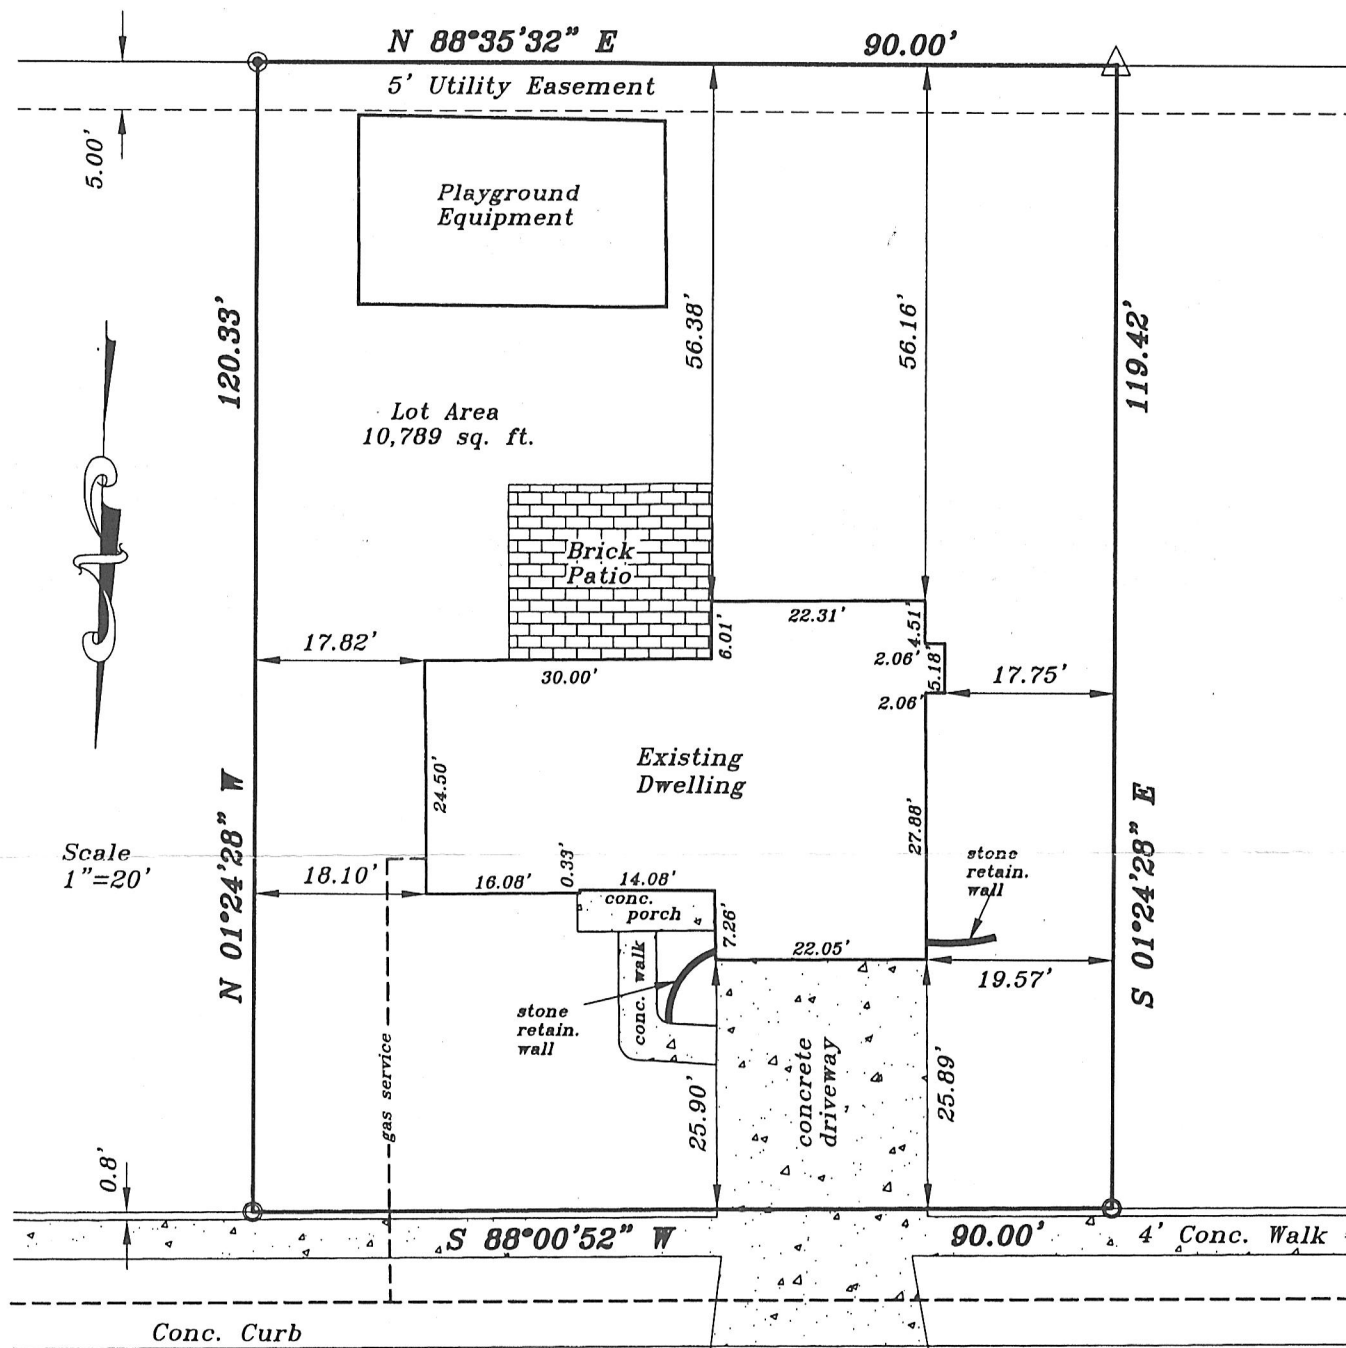 N 88°35'32" E
90.00'
5' Utility Easement
5.00'
Playground
Equipment
56.38'
56.16'
120.33'
119.42'
Lot Area
10,789 sq. ft.
Brick
Patio
22.31'
4.51'
6.01'
2.06'
5.18'
17.82'
30.00'
2.06'
17.75'
Existing
Dwelling
24.50'
27.88'
N 01°24'28" W
S 01°24'28" E
Scale
1"=20'
18.10'
16.08'
0.33'
14.08'
conc.
porch
7.26'
22.05'
stone
retain.
wall
19.57'
conc. walk
stone
retain.
wall
gas service
25.90'
concrete
driveway
25.89'
0.8'
S 88°00'52" W
90.00'
4' Conc. Walk
Conc. Curb